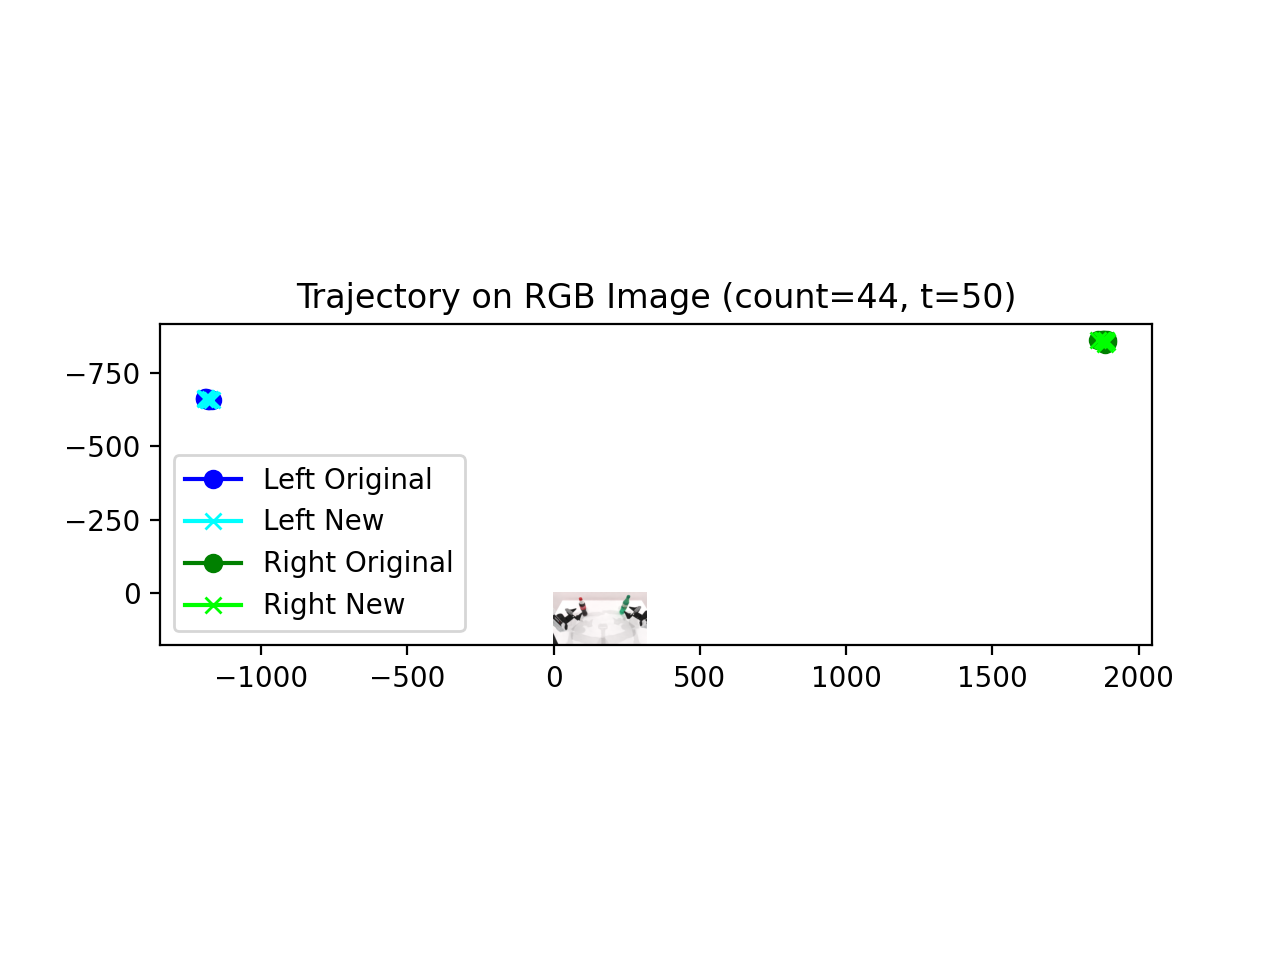 Trajectory on RGB Image (count=44, t=50)
−750
−500
−250
0
Left Original
Left New
Right Original
Right New
−1000 −500 0 500 1000 1500 2000